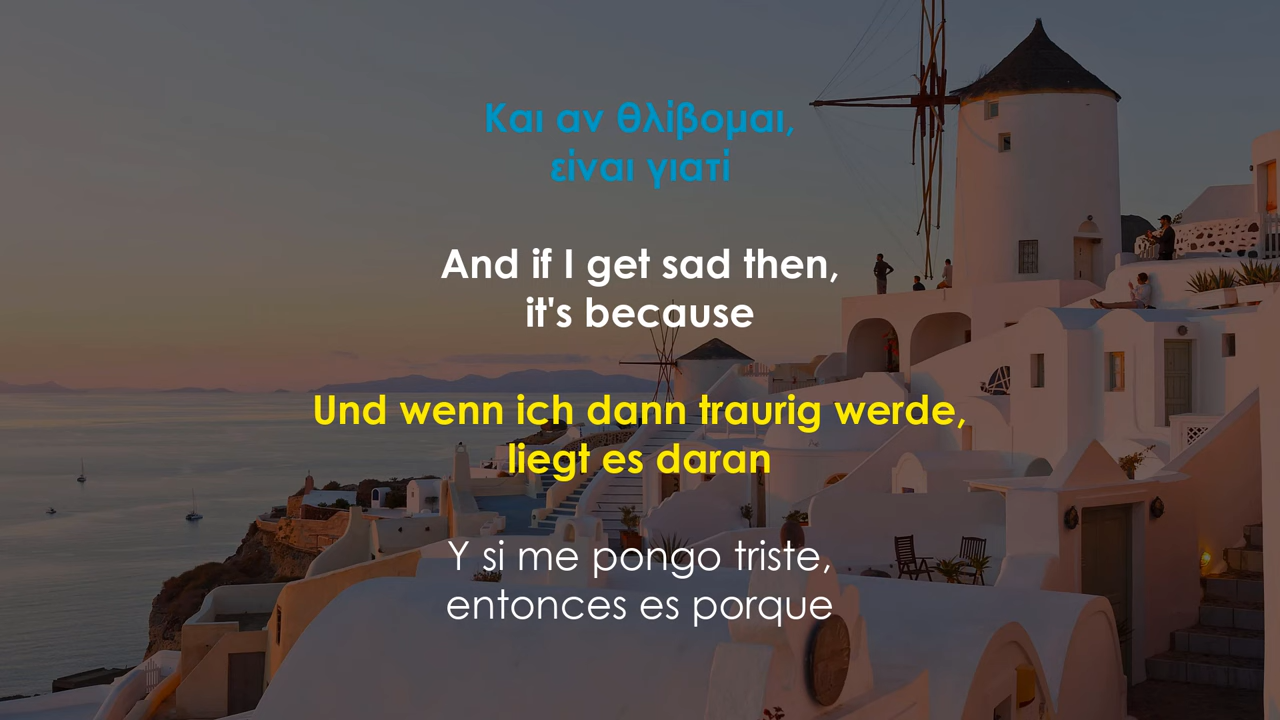 Και αν θλίβομαι,
είναι γιατί
And if I get sad then,
it's because
Und wenn ich dann traurig werde,
liegt es daran
Y si me pongo triste,
entonces es porque